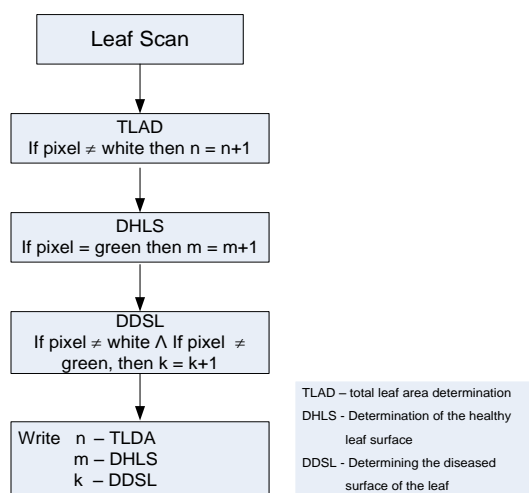 Leaf Scan
TLAD
If pixel ≠ white then n = n+1
DHLS
If pixel = green then m = m+1
DDSL
If pixel ≠ white Λ If pixel ≠
green, then k = k+1
Write n – TLDA
m – DHLS
k – DDSL
TLAD – total leaf area determination
DHLS - Determination of the healthy
leaf surface
DDSL - Determining the diseased
surface of the leaf